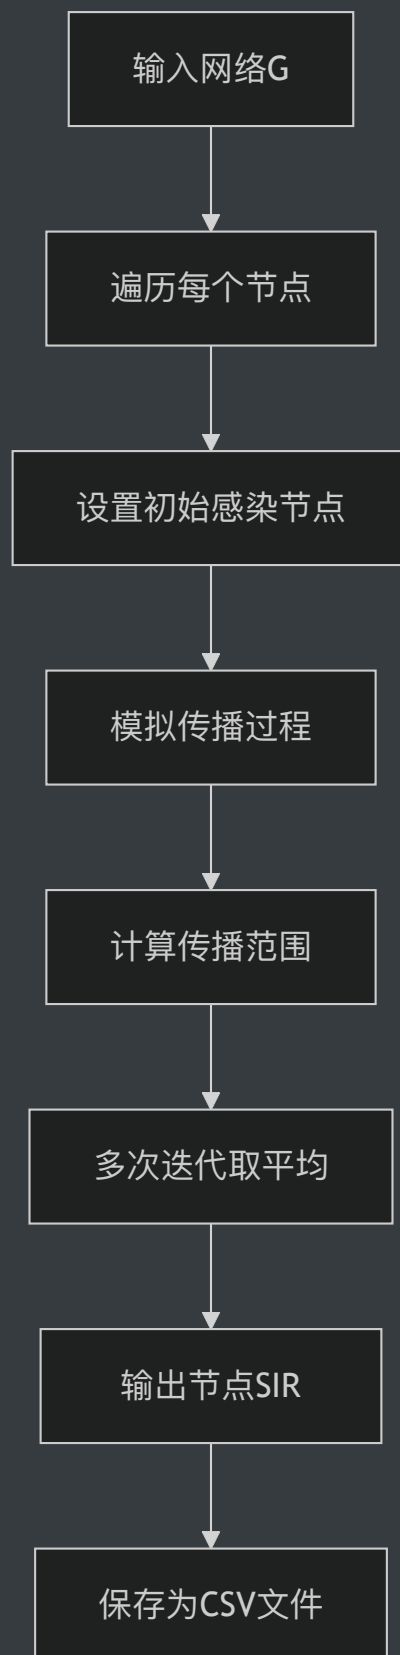 输入网络G
遍历每个节点
设置初始感染节点
模拟传播过程
计算传播范围
多次迭代取平均
输出节点SIR
保存为CSV文件